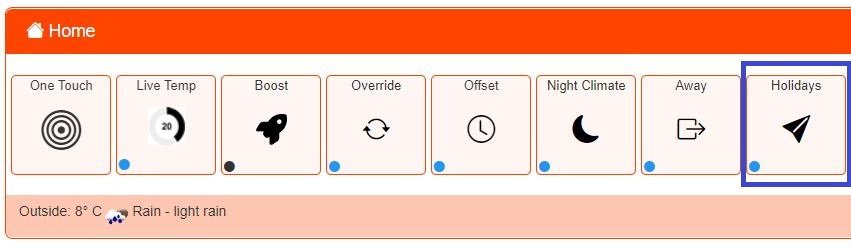 Home
One Touch
Live Temp
Boost
Override
Offset
Night Climate
Away
Holidays
20
Outside: 8° C Rain - light rain